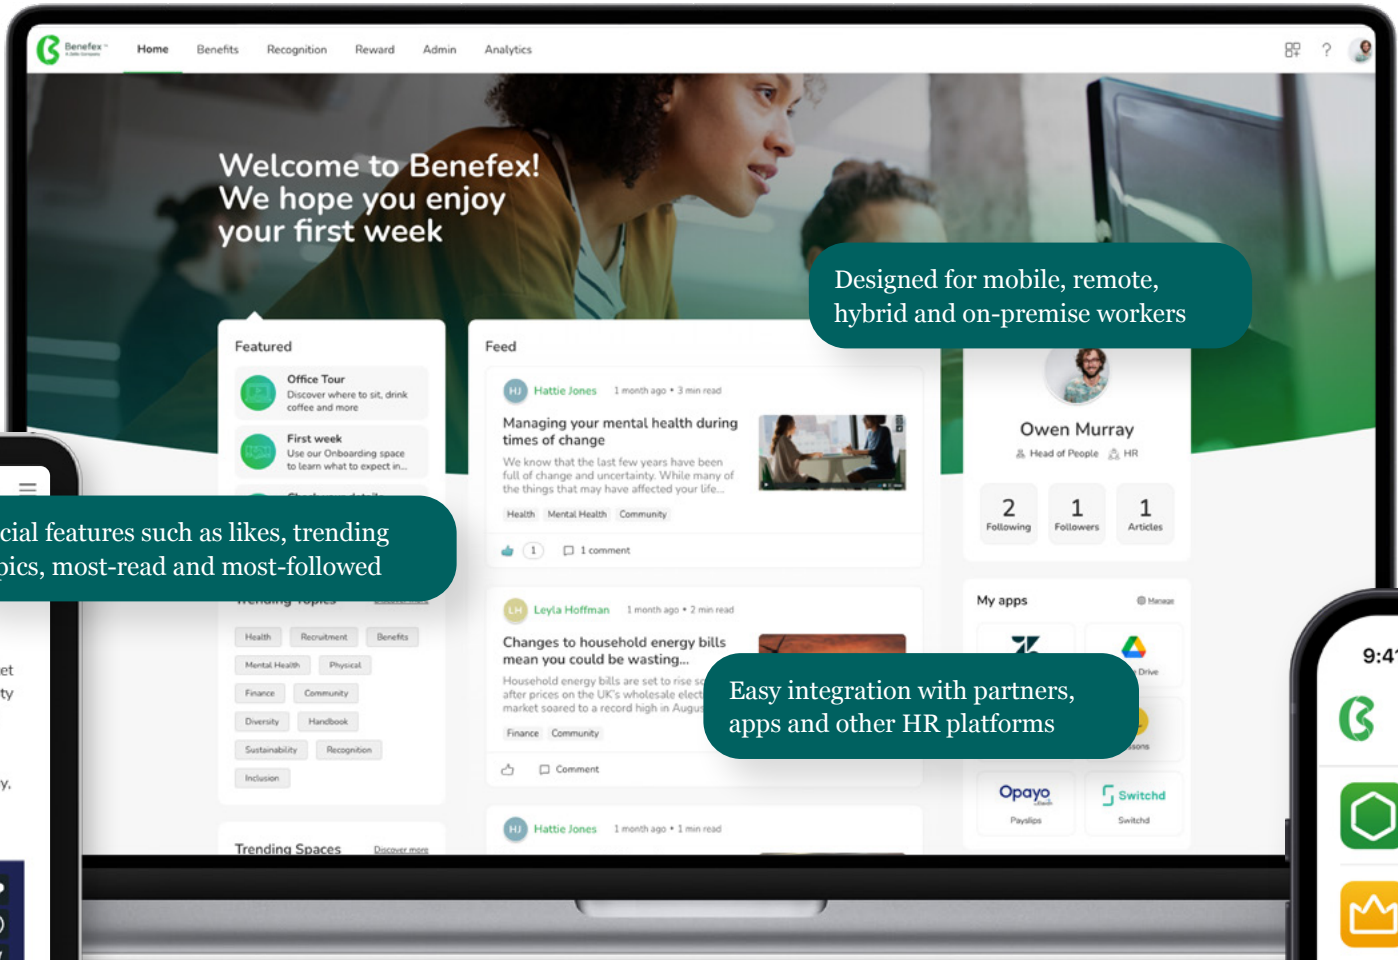 Benefex
Home
Benefits
Recognition
Reward
Admin
Analytics
?
Welcome to Benefex!
We hope you enjoy
your first week
Designed for mobile, remote,
hybrid and on-premise workers
Featured
Office Tour
Discover where to sit, drink
coffee and more
First week
Use our Onboarding space
to learn what to expect in...
cial features such as likes, trending
pics, most-read and most-followed
Trending Topics
Discover more
Health
Recruitment
Benefits
Mental Health
Physical
Finance
Community
Diversity
Handbook
Sustainability
Recognition
Inclusion
Trending Spaces
Discover more
Feed
HJ
Hattie Jones
1 month ago • 3 min read
Managing your mental health during
times of change
We know that the last few years have been
full of change and uncertainty. While many of
the things that may have affected your life...
Health
Mental Health
Community
1
1 comment
LH
Leyla Hoffman
1 month ago • 2 min read
Changes to household energy bills
mean you could be wasting...
Household energy bills are set to rise
after prices on the UK's wholesale
market soared to a record high in
Finance
Community
Comment
HJ
Hattie Jones
1 month ago • 1 min read
Easy integration with partners,
apps and other HR platforms
Owen Murray
Head of People
HR
2
Following
1
Followers
1
Articles
My apps
Manage
Drive
Opayo
Payslips
Switchd
Switchd
et
ty
y,
9:41